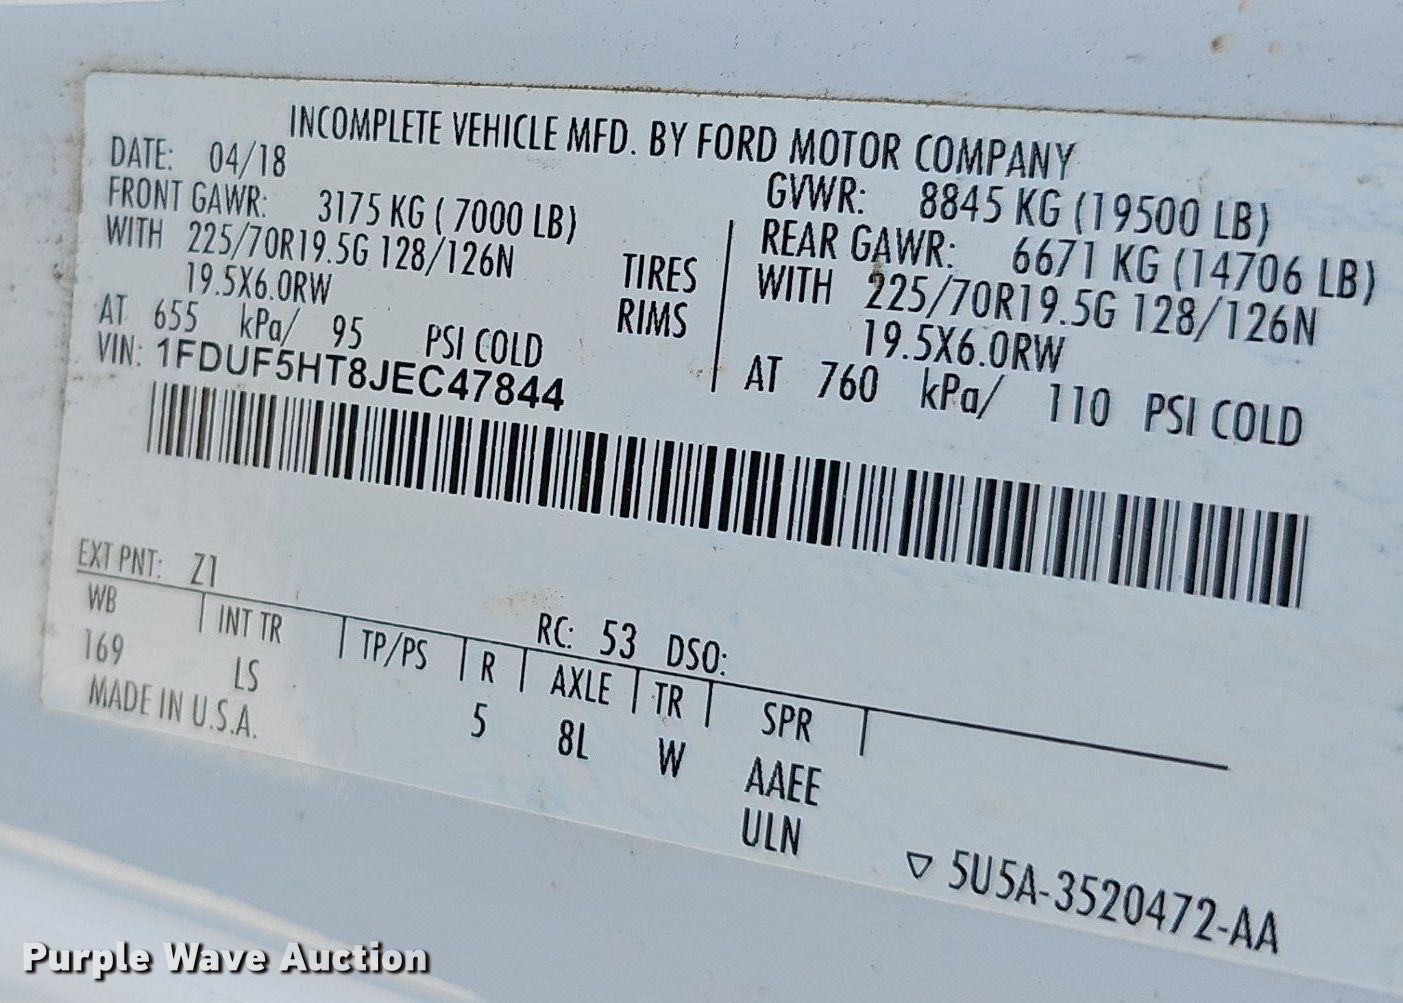 INCOMPLETE VEHICLE MFD. BY FORD MOTOR COMPANY
DATE: 04/18
GVWR: 8845 KG (19500 LB)
FRONT GAWR: 3175 KG ( 7000 LB)
REAR GAWR: 6671 KG (14706 LB)
WITH 225/70R19.5G 128/126N TIRES
WITH 225/70R19.5G 128/126N
19.5X6.0RW RIMS
19.5X6.0RW
AT 655 kPa/ 95 PSI COLD
AT 760 kPa/ 110 PSI COLD
VIN: 1FDUF5HT8JEC47844
EXT PNT: Z1
RC: 53 DSO:
WB INT TR TP/PS R AXLE TR SPR
169 LS 5 8L W AAEE
ULN
MADE IN U.S.A.
▽ 5U5A-3520472-AA
Purple Wave Auction